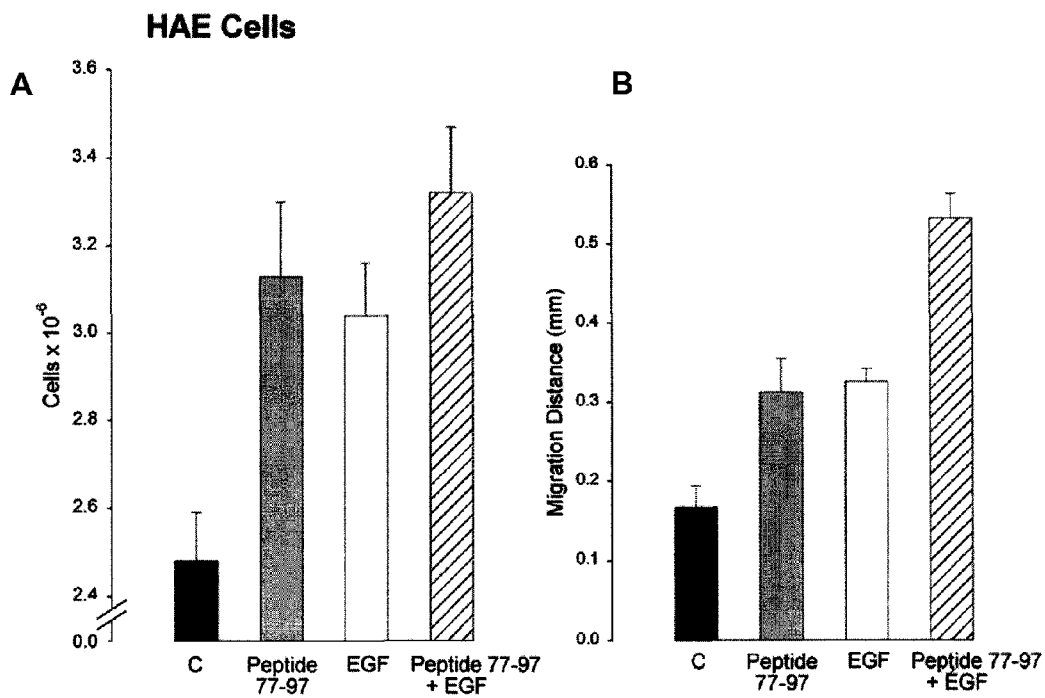 HAE Cells
A
3.6
3.4
3.2
3.0
2.8
2.6
2.4
0.0
Cells x 10-6
C
Peptide
77-97
EGF
Peptide 77-97
+ EGF
B
0.6
0.5
0.4
0.3
0.2
0.1
0.0
Migration Distance (mm)
C
Peptide
77-97
EGF
Peptide 77-97
+ EGF